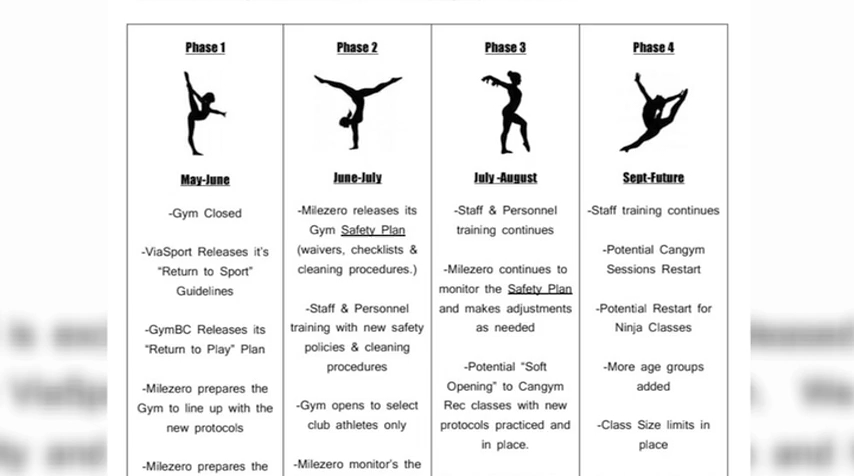 Phase 1
May-June
-Gym Closed
-ViaSport Releases it's
"Return to Sport"
Guidelines
-GymBC Releases its
"Return to Play" Plan
-Milezero prepares the
Gym to line up with the
new protocols
-Milezero prepares the
Phase 2
June-July
-Milezero releases its
Gym Safety Plan
(waivers, checklists &
cleaning procedures.)
-Staff & Personnel
training with new safety
policies & cleaning
procedures
-Gym opens to select
club athletes only
-Milezero monitor's the
Phase 3
July -August
-Staff & Personnel
training continues
-Milezero continues to
monitor the Safety Plan
and makes adjustments
as needed
-Potential "Soft
Opening" to Cangym
Rec classes with new
protocols practiced and
in place.
Phase 4
Sept-Future
-Staff training continues
-Potential Cangym
Sessions Restart
-Potential Restart for
Ninja Classes
-More age groups
added
-Class Size limits in
place